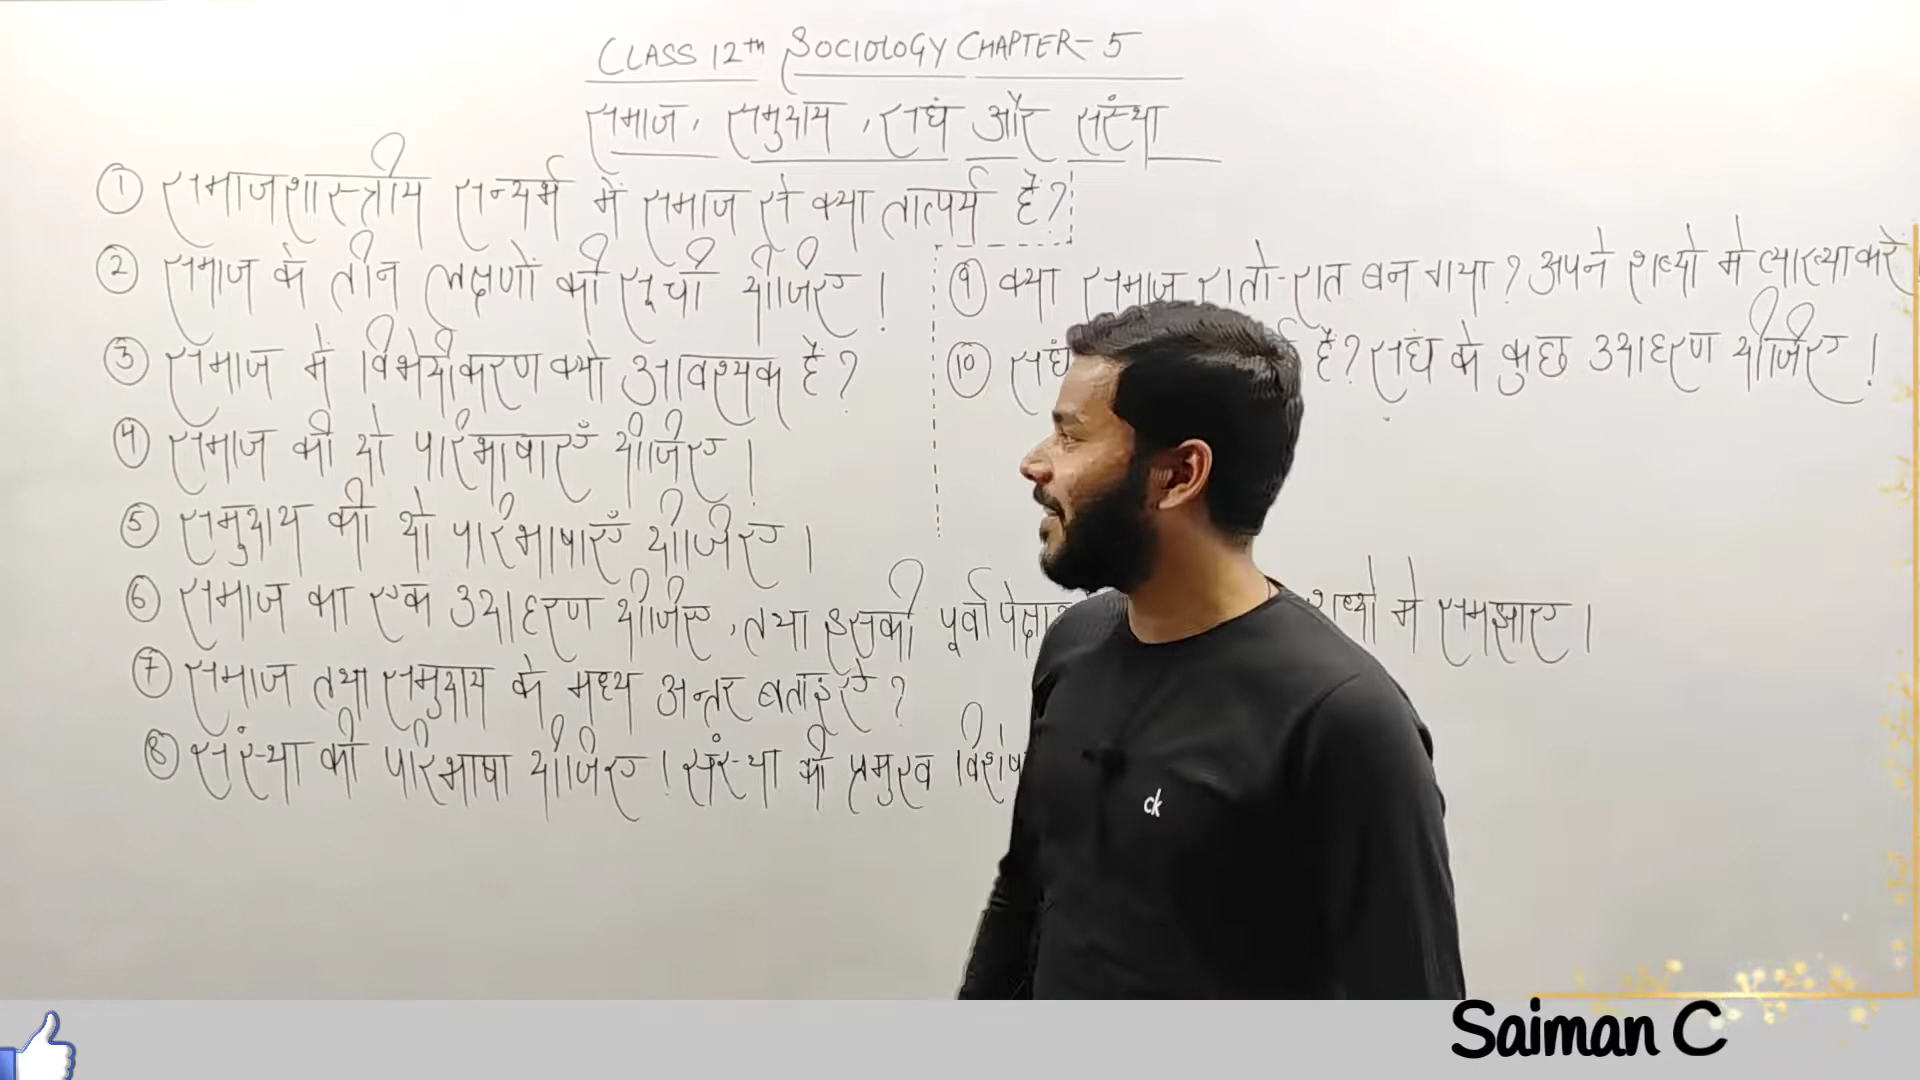 CLASS 12th SOCIOLOGY CHAPTER-5
समाज, समुदाय, संघ और संस्था
① समाजशास्त्रीय सन्दर्भ में समाज से क्या तात्पर्य है?
② समाज के तीन लक्षणों की सूची दीजिए।
③ समाज में विभेदीकरण क्यों आवश्यक है?
④ समाज की दो परिभाषाएँ दीजिए।
⑤ समुदाय की दो परिभाषाएँ दीजिए।
⑥ समाज का एक उदाहरण दीजिए, तथा इसकी शब्दो मे समझाए।
⑦ समाज तथा समुदाय के मध्य अन्तर बताइए?
⑧ संस्था की परिभाषा दीजिए। संस्था की प्रमुख
⑨ क्या समाज रातो-रात बन गया? अपने शब्दो मे व्याख्या करे
⑩ संघ है? संघ के कुछ उदाहरण दीजिए।
ck
Saiman C